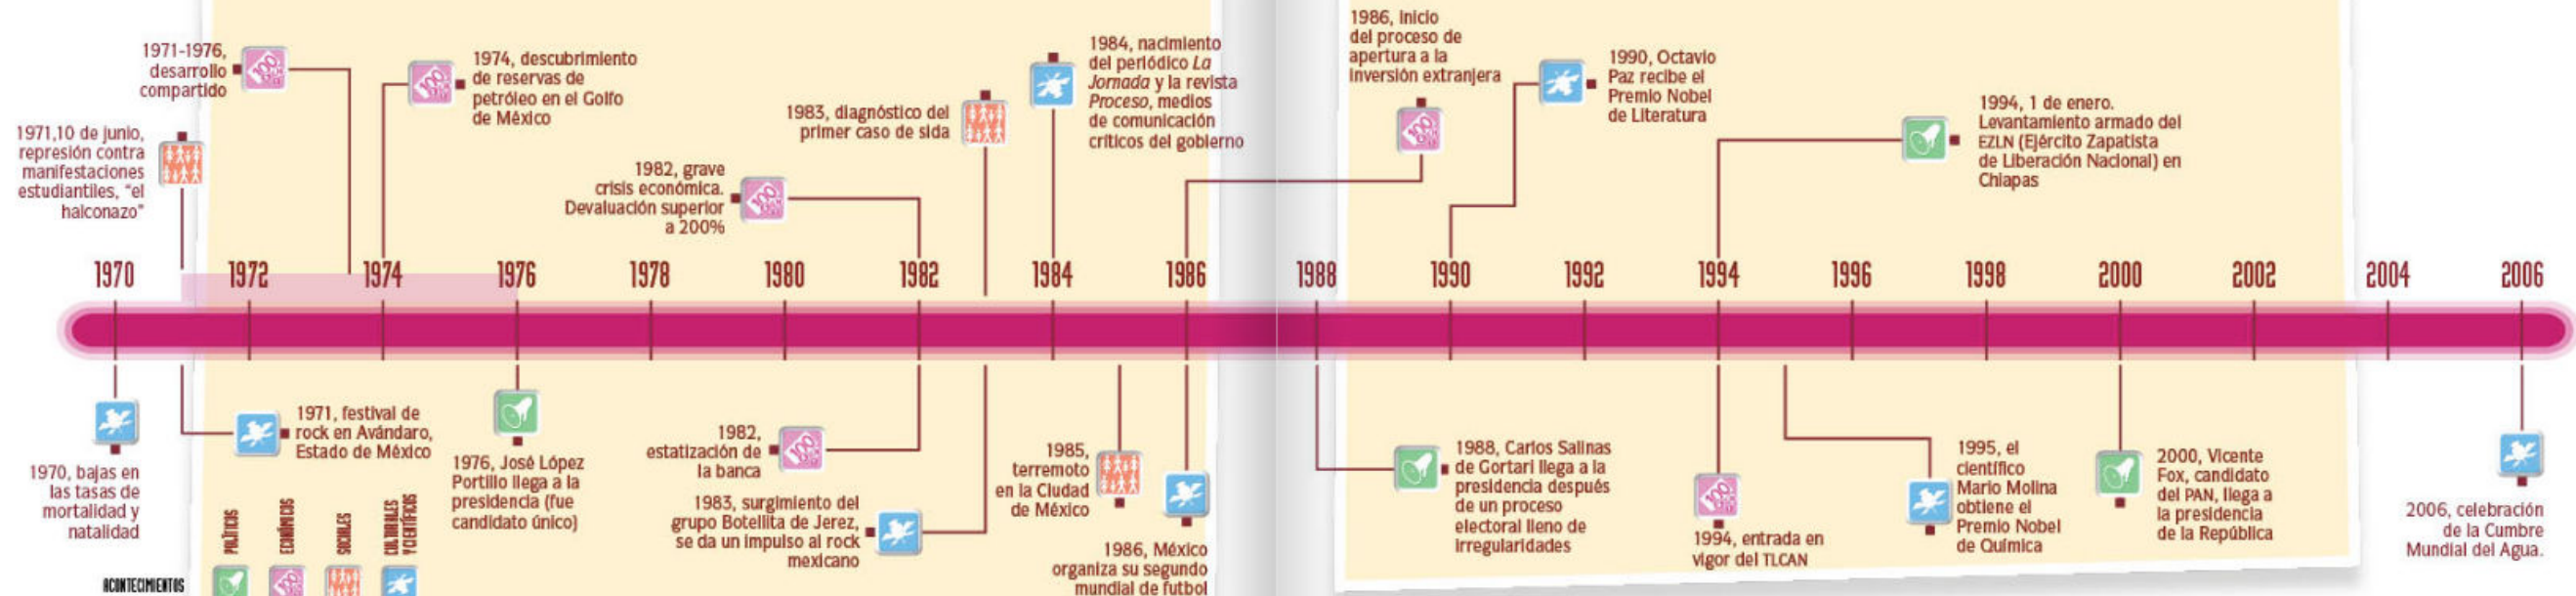 1971-1976,
desarrollo
compartido
1974, descubrimiento
de reservas de
petróleo en el Golfo
de México
1971,10 de junio,
represión contra
manifestaciones
estudiantiles, "el
halconazo"
1982, grave
crisis económica.
Devaluación superior
a 200%
1983, diagnóstico del
primer caso de sida
1984, nacimiento
del periódico La
Jornada y la revista
Proceso, medios
de comunicación
críticos del gobierno
1986, inicio
del proceso de
apertura a la
inversión extranjera
1990, Octavio
Paz recibe el
Premio Nobel
de Literatura
1994, 1 de enero.
Levantamiento armado del
EZLN (Ejército Zapatista
de Liberación Nacional) en
Chiapas
1970 1972 1974 1976 1978 1980 1982 1984 1986 1988 1990 1992 1994 1996 1998 2000 2002 2004 2006
1970, bajas en
las tasas de
mortalidad y
natalidad
1971, festival de
rock en Avándaro,
Estado de México
1976, José López
Portillo llega a la
presidencia (fue
candidato único)
1982,
estatización de
la banca
1983, surgimiento del
grupo Botellita de Jerez,
se da un impulso al rock
mexicano
1985,
terremoto
en la Ciudad
de México
1986, México
organiza su segundo
mundial de futbol
1988, Carlos Salinas
de Gortari llega a la
presidencia después
de un proceso
electoral lleno de
irregularidades
1994, entrada en
vigor del TLCAN
1995, el
científico
Mario Molina
obtiene el
Premio Nobel
de Química
2000, Vicente
Fox, candidato
del PAN, llega a
la presidencia
de la República
2006, celebración
de la Cumbre
Mundial del Agua.
ACONTECIMIENTOS
POLÍTICOS
ECONÓMICOS
SOCIALES
CULTURALES
Y CIENTÍFICOS